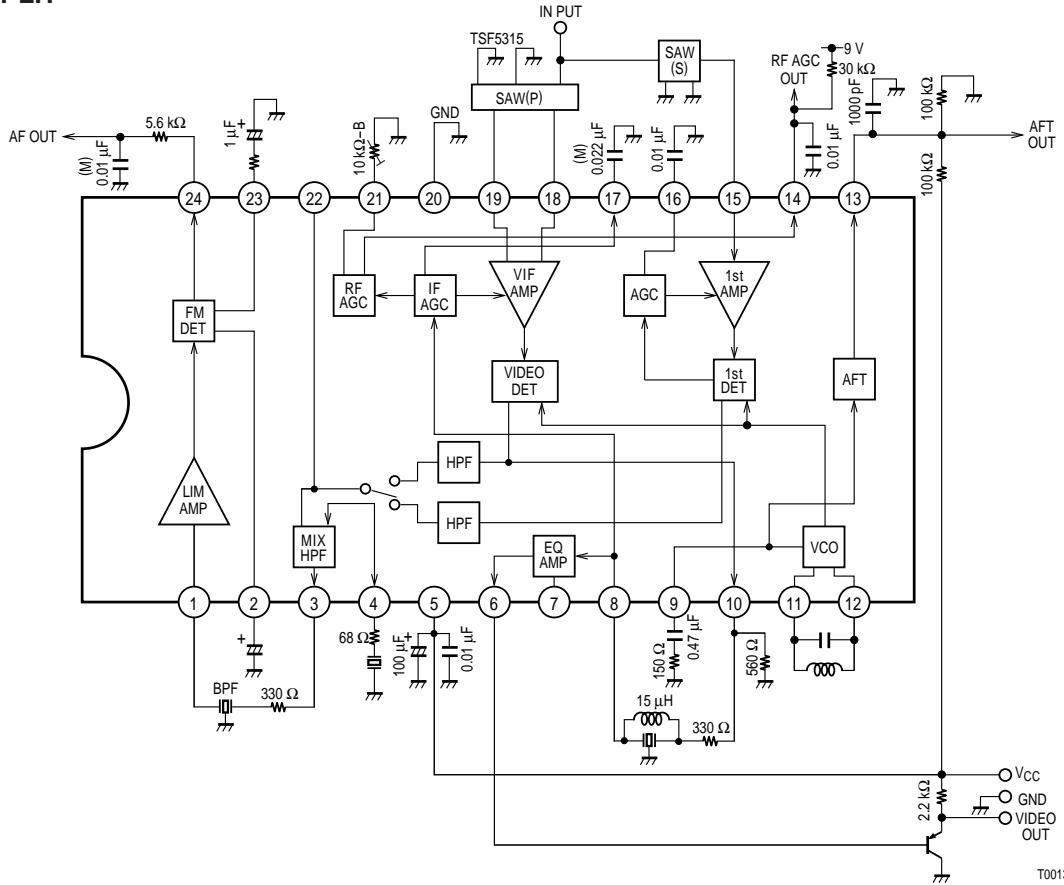 IN PUT
TSF5315
SAW
(S)
SAW(P)
RF AGC
OUT
9 V
30 kΩ
1000 pF
100 kΩ
AF OUT
5.6 kΩ
(M)
0.01 µF
1 µF
+
10 kΩ–B
GND
(M)
0.022 µF
0.01 µF
0.01 µF
AFT
OUT
100 kΩ
24
23
22
21
20
19
18
17
16
15
14
13
FM
DET
RF
AGC
IF
AGC
VIF
AMP
AGC
1st
AMP
VIDEO
DET
1st
DET
AFT
LIM
AMP
HPF
HPF
MIX
HPF
EQ
AMP
VCO
1
2
3
4
5
6
7
8
9
10
11
12
+
68 Ω
100 µF
+
0.01 µF
150 Ω
0.47 µF
560 Ω
BPF
330 Ω
15 µH
330 Ω
VCC
2.2 kΩ
GND
VIDEO
OUT